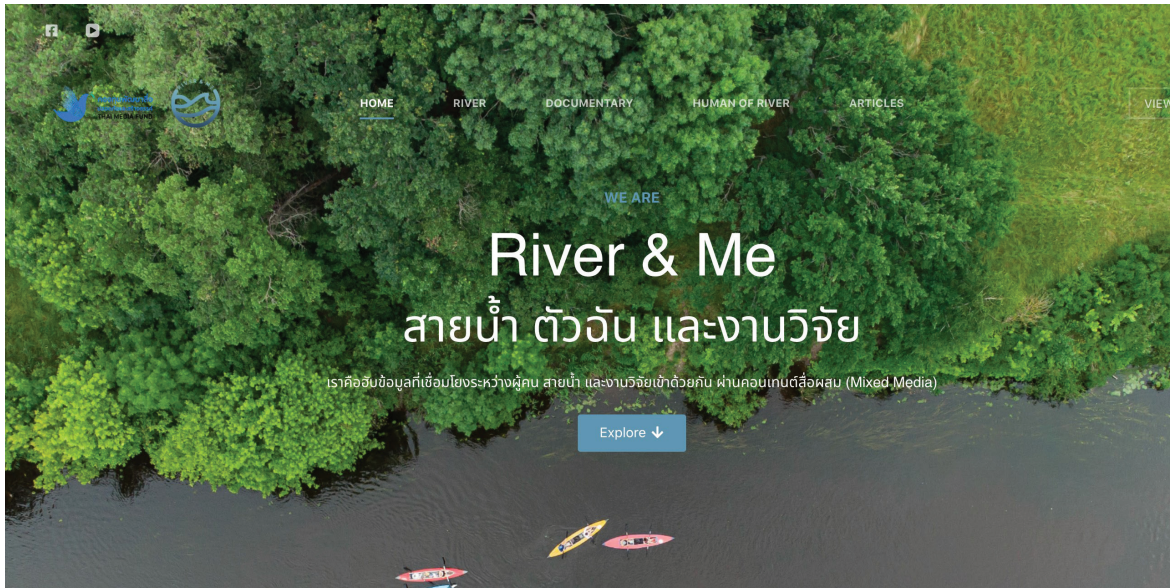 THAI MEDIA FUND
HOME RIVER DOCUMENTARY HUMAN OF RIVER ARTICLES VIEW
WE ARE
River & Me
สายน้ำ ตัวฉัน และงานวิจัย
เราคือฮับข้อมูลที่เชื่อมโยงระหว่างผู้คน สายน้ำ และงานวิจัยเข้าด้วยกัน ผ่านคอนเทนต์สื่อผสม (Mixed Media)
Explore